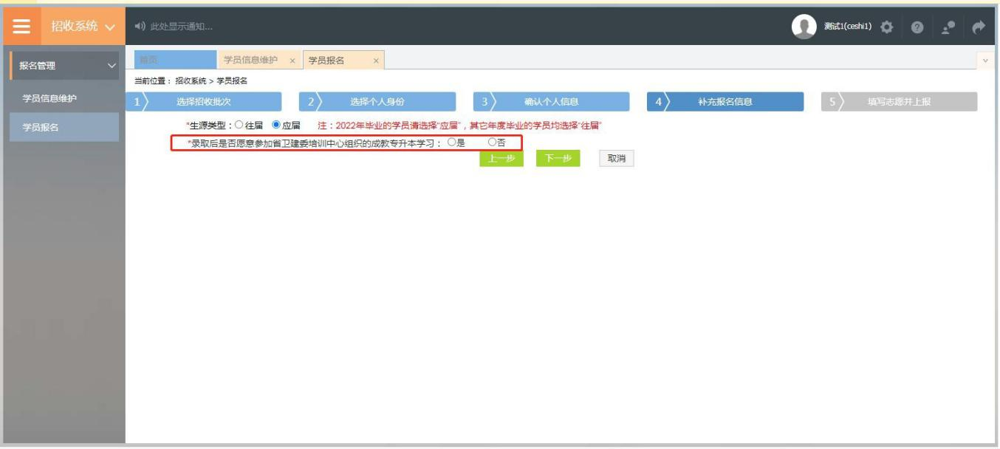 招收系统
此处显示通知...
测试1(ceshi1)
报名管理
学员信息维护
学员报名
首页
学员信息维护 ×
学员报名 ×
当前位置： 招收系统 > 学员报名
1 选择招收批次
2 选择个人身份
3 确认个人信息
4 补充报名信息
5 填写志愿并上报
*生源类型：往届 应届 注：2022年毕业的学员请选择“应届”，其它年度毕业的学员均选择“往届”
*录取后是否愿意参加省卫建委培训中心组织的成教专升本学习： 是 否
上一步 下一步 取消